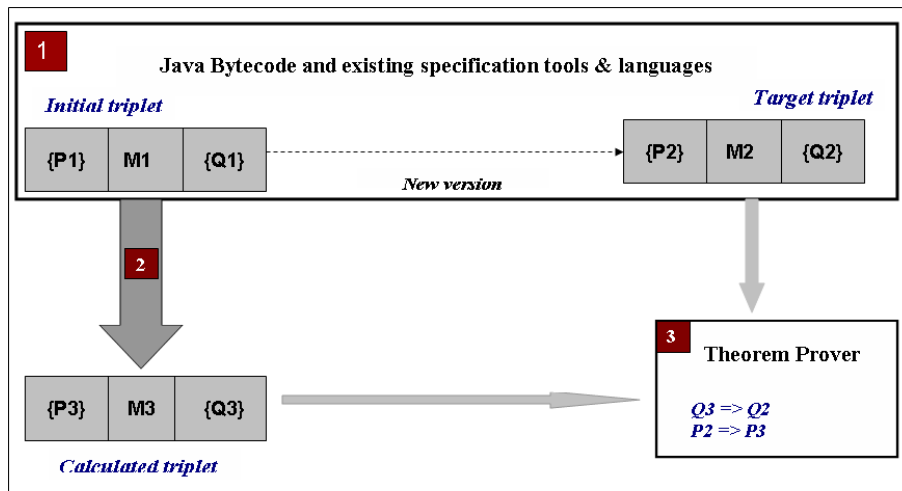 1
Java Bytecode and existing specification tools & languages
Initial triplet
Target triplet
{P1} M1 {Q1}
{P2} M2 {Q2}
New version
2
3
Theorem Prover
{P3} M3 {Q3}
Q3 => Q2
P2 => P3
Calculated triplet